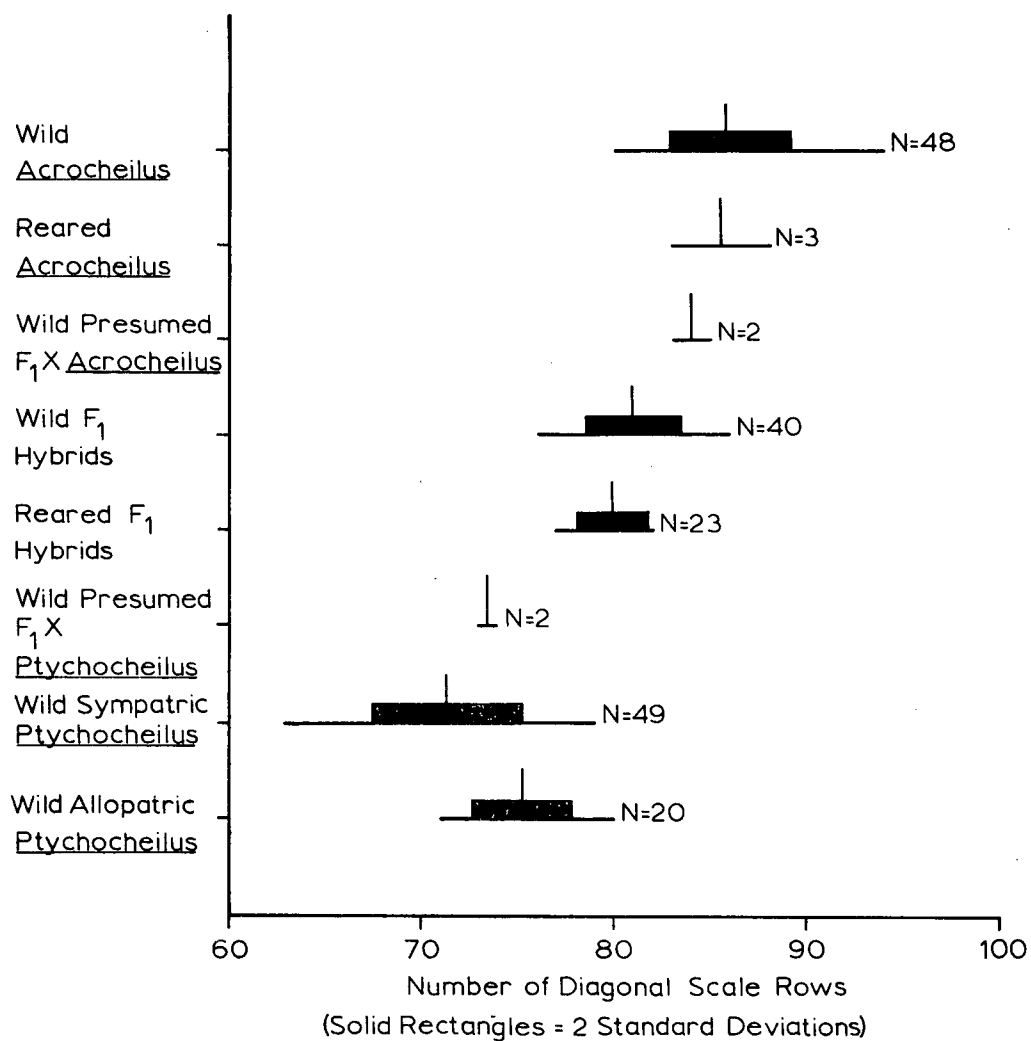 Wild
Acrocheilus
N=48
Reared
Acrocheilus
N=3
Wild Presumed
F₁ X Acrocheilus
N=2
Wild F₁
Hybrids
N=40
Reared F₁
Hybrids
N=23
Wild Presumed
F₁ X
Ptychocheilus
N=2
Wild Sympatric
Ptychocheilus
N=49
Wild Allopatric
Ptychocheilus
N=20
60 70 80 90 100
Number of Diagonal Scale Rows
(Solid Rectangles = 2 Standard Deviations)